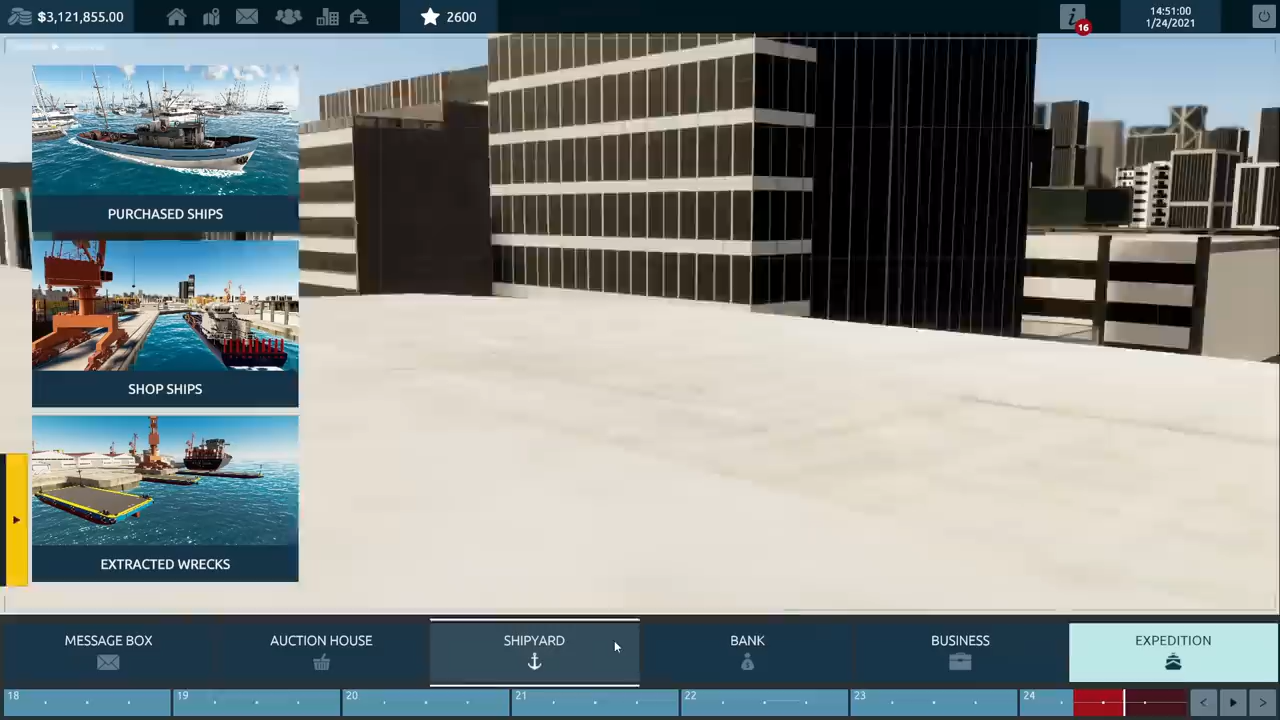 $3,121,855.00
2600
16
14:51:00
1/24/2021
PURCHASED SHIPS
SHOP SHIPS
EXTRACTED WRECKS
MESSAGE BOX
AUCTION HOUSE
SHIPYARD
BANK
BUSINESS
EXPEDITION
18 19 20 21 22 23 24